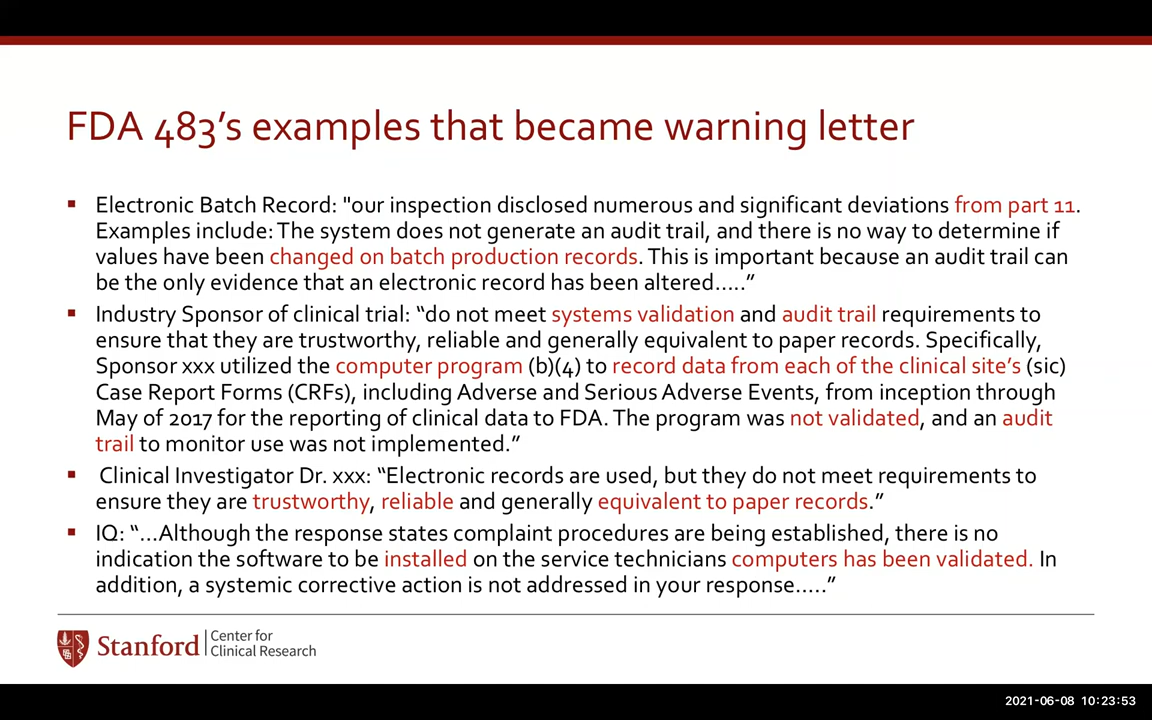 FDA 483’s examples that became warning letter
▪ Electronic Batch Record: "our inspection disclosed numerous and significant deviations from part 11.
Examples include: The system does not generate an audit trail, and there is no way to determine if
values have been changed on batch production records. This is important because an audit trail can
be the only evidence that an electronic record has been altered.....”
▪ Industry Sponsor of clinical trial: “do not meet systems validation and audit trail requirements to
ensure that they are trustworthy, reliable and generally equivalent to paper records. Specifically,
Sponsor xxx utilized the computer program (b)(4) to record data from each of the clinical site’s (sic)
Case Report Forms (CRFs), including Adverse and Serious Adverse Events, from inception through
May of 2017 for the reporting of clinical data to FDA. The program was not validated, and an audit
trail to monitor use was not implemented.”
▪ Clinical Investigator Dr. xxx: “Electronic records are used, but they do not meet requirements to
ensure they are trustworthy, reliable and generally equivalent to paper records.”
▪ IQ: “...Although the response states complaint procedures are being established, there is no
indication the software to be installed on the service technicians computers has been validated. In
addition, a systemic corrective action is not addressed in your response.....”
Stanford
Center for
Clinical Research
2021-06-08 10:23:53